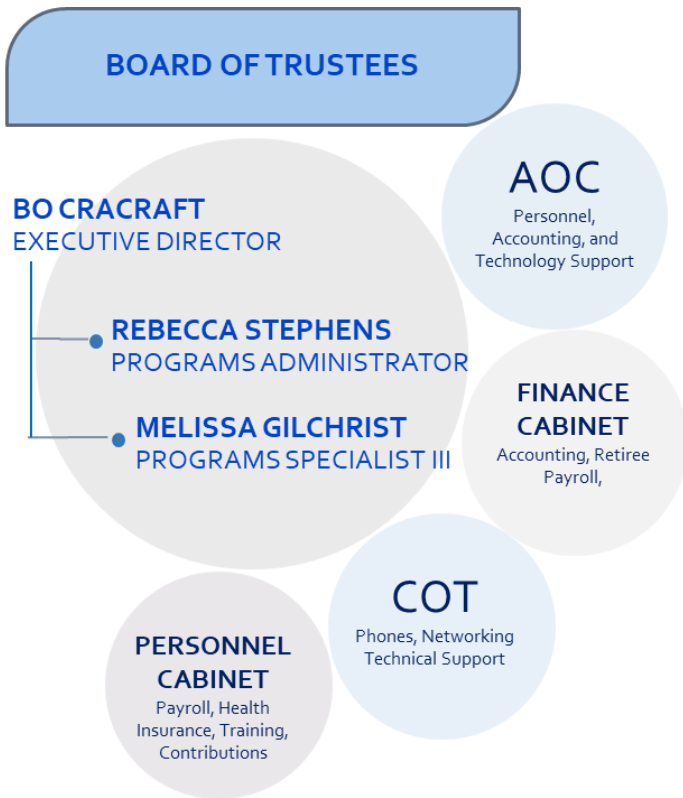 BOARD OF TRUSTEES
BO CRACRAFT
EXECUTIVE DIRECTOR
REBECCA STEPHENS
PROGRAMS ADMINISTRATOR
MELISSA GILCHRIST
PROGRAMS SPECIALIST III
AOC
Personnel,
Accounting, and
Technology Support
FINANCE
CABINET
Accounting, Retiree
Payroll,
COT
Phones, Networking
Technical Support
PERSONNEL
CABINET
Payroll, Health
Insurance, Training,
Contributions